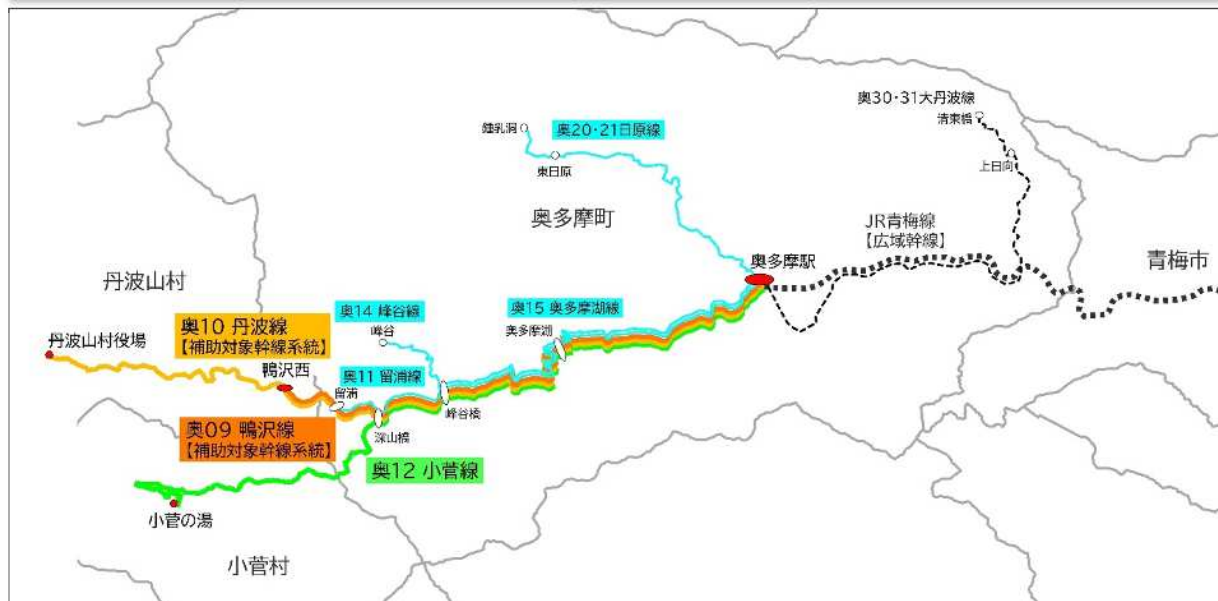 奥30・31大丹波線
清東橋
鍾乳洞
奥20・21日原線
上日向
東日原
奥多摩町
JR青梅線
【広域幹線】
奥多摩駅
青梅市
丹波山村
奥14 峰谷線
峰谷
奥15 奥多摩湖線
奥多摩湖
奥10 丹波線
【補助対象幹線系統】
丹波山村役場
鴨沢西
奥11 留浦線
留浦
峰谷橋
奥09 鴨沢線
【補助対象幹線系統】
深山橋
奥12 小菅線
小菅の湯
小菅村